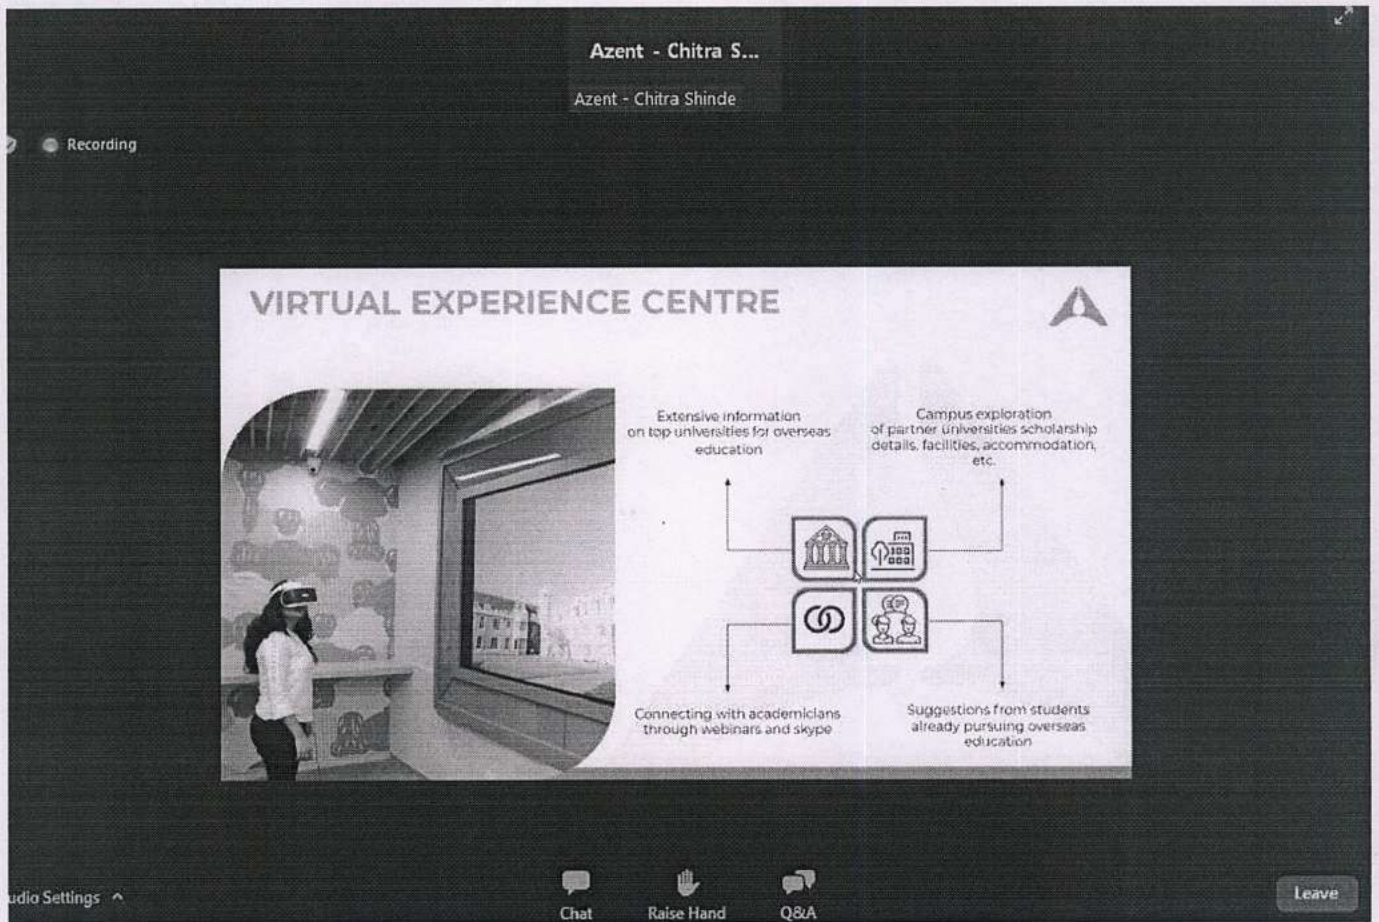 Azent - Chitra S...
Azent - Chitra Shinde
Recording
VIRTUAL EXPERIENCE CENTRE
Extensive information
on top universities for overseas
education
Campus exploration
of partner universities scholarship
details, facilities, accommodation,
etc.
Connecting with academicians
through webinars and skype
Suggestions from students
already pursuing overseas
education
udio Settings
Chat
Raise Hand
Q&A
Leave